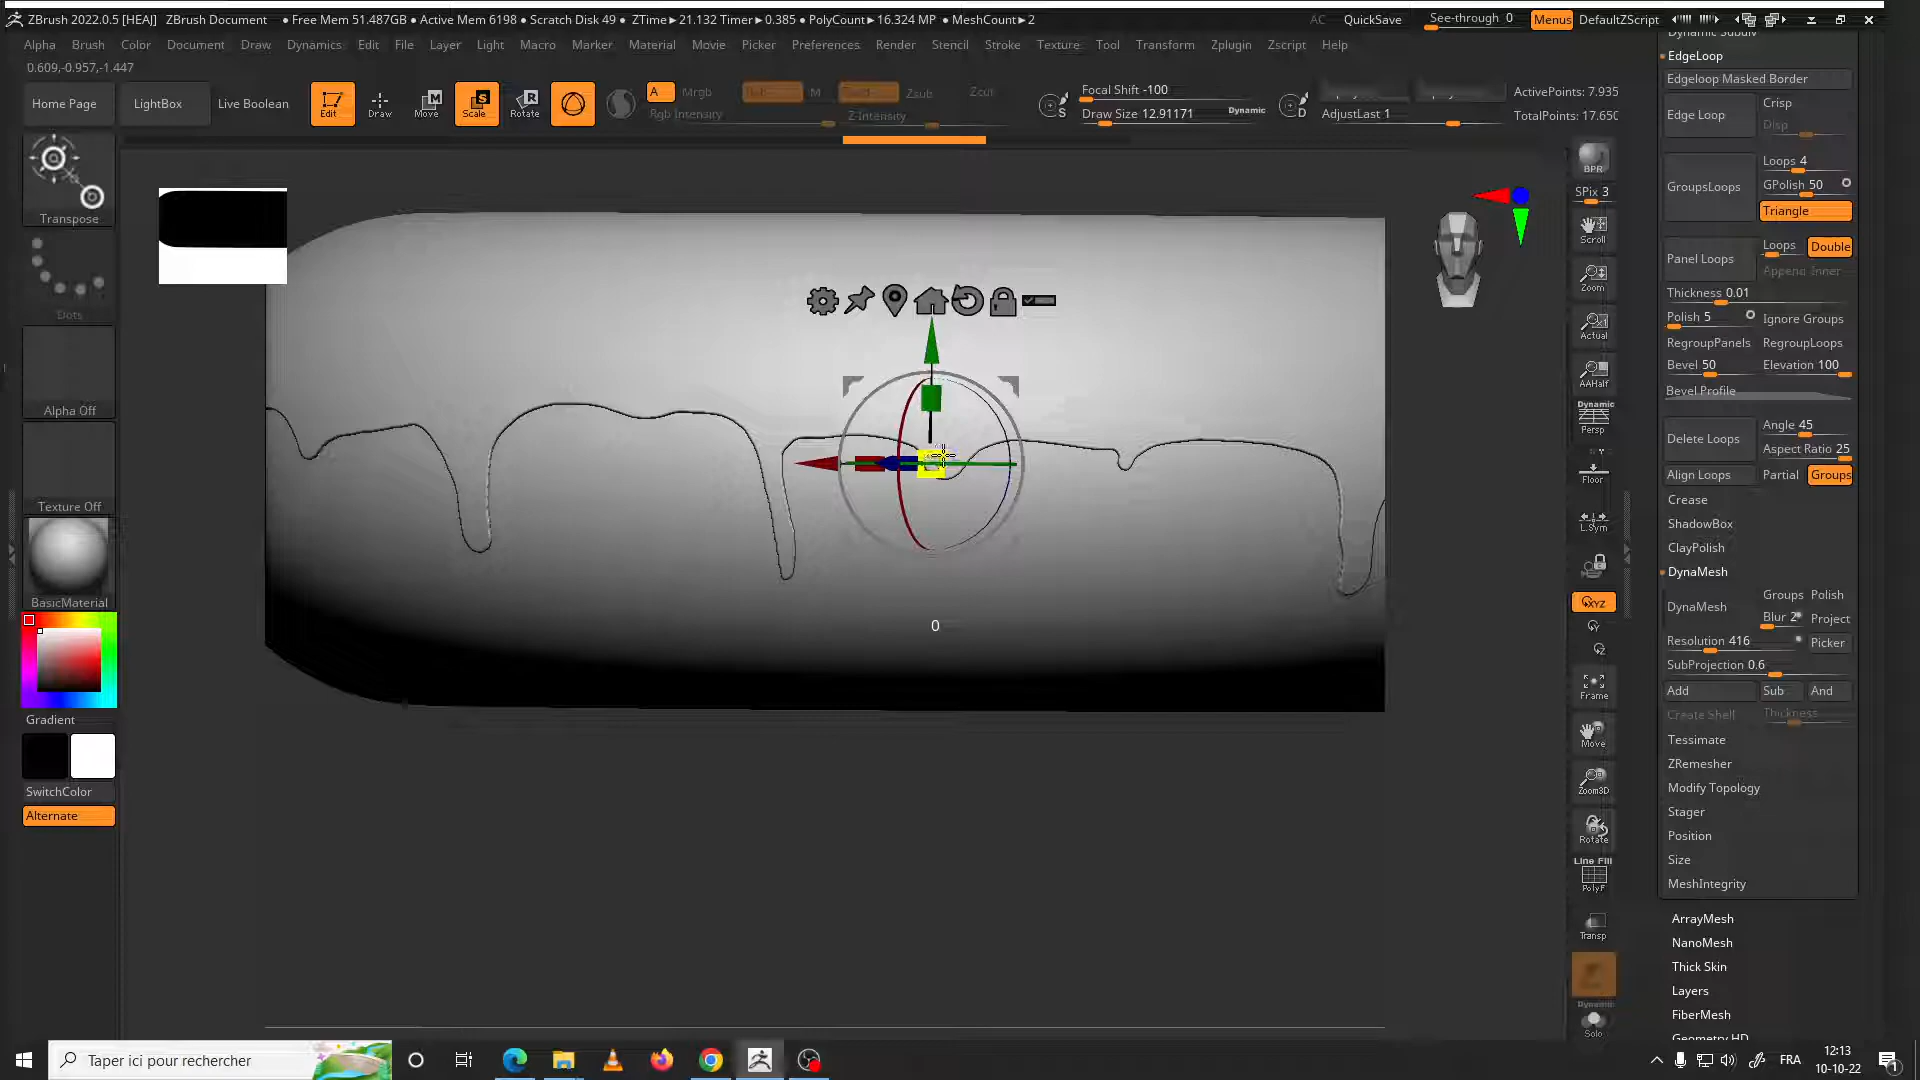 ZBrush 2022.0.5 [HEAJ] ZBrush Document • Free Mem 51.487GB • Active Mem 6198 • Scratch Disk 49 • ZTime►21.132 Timer►0.385 • PolyCount►16.324 MP • MeshCount►2 AC QuickSave See-through 0 Menus DefaultZScript
Alpha Brush Color Document Draw Dynamics Edit File Layer Light Macro Marker Material Movie Picker Preferences Render Stencil Stroke Texture Tool Transform Zplugin Zscript Help
0.609,-0.957,-1.447
Home Page LightBox Live Boolean Edit Draw Move Scale Rotate
A Mrgb M Zsub Zcut
Rgb Intensity Z-Intensity
Focal Shift -100
Draw Size 12.91171 Dynamic
S D
AdjustLast 1
ActivePoints: 7.935
TotalPoints: 17.650
Transpose
Dots
Alpha Off
Texture Off
BasicMaterial
Gradient
SwitchColor
Alternate
0
BPR
SPix 3
Scroll
Zoom
Actual
AAHalf
Dynamic
Persp
Floor
L.Sym
XYZ
Y
Z
Frame
Move
Zoom3D
Rotate
Line Fill
PolyF
Transp
Dynamic
Solo
Dynamic Subdiv
EdgeLoop
Edgeloop Masked Border
Edge Loop Crisp
Disp
GroupsLoops Loops 4
GPolish 50
Triangle
Panel Loops Loops Double
Append Inner
Thickness 0.01
Polish 5 Ignore Groups
RegroupPanels RegroupLoops
Bevel 50 Elevation 100
Bevel Profile
Delete Loops Angle 45
Aspect Ratio 25
Align Loops Partial Groups
Crease
ShadowBox
ClayPolish
DynaMesh
DynaMesh Groups Polish
Blur 2 Project
Resolution 416 Picker
SubProjection 0.6
Add Sub And
Create Shell Thickness
Tessimate
ZRemesher
Modify Topology
Stager
Position
Size
MeshIntegrity
ArrayMesh
NanoMesh
Thick Skin
Layers
FiberMesh
Geometry HD
Taper ici pour rechercher
FRA
12:13
10-10-22
1